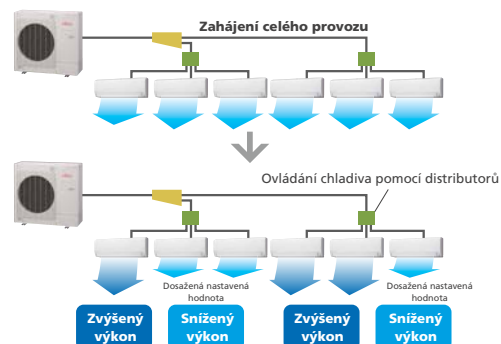 Zahájení celého provozu
Ovládání chladiva pomocí distributorů
Dosažená nastavená
hodnota
Dosažená nastavená
hodnota
Zvýšený
výkon
Snížený
výkon
Zvýšený
výkon
Snížený
výkon